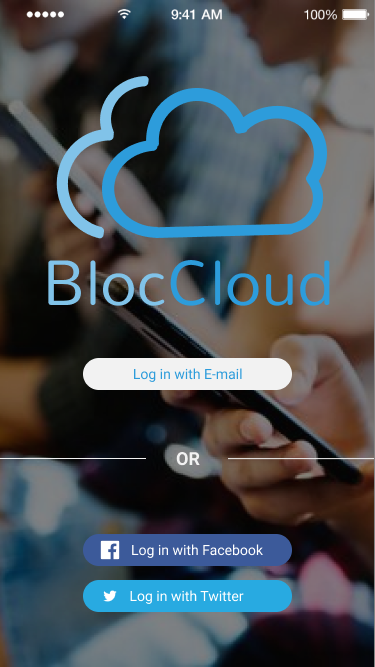 9:41 AM 100%
BlocCloud
Log in with E-mail
OR
Log in with Facebook
Log in with Twitter